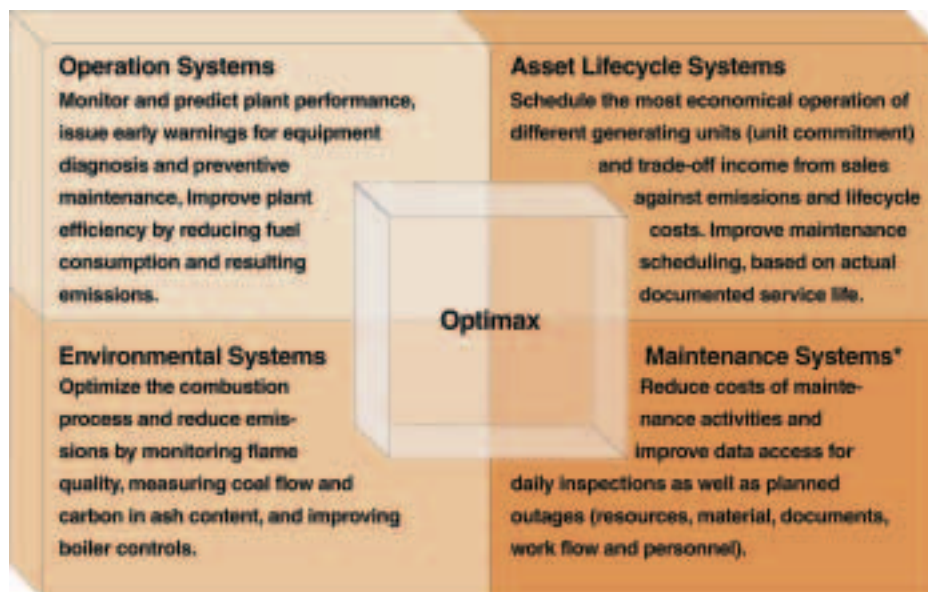 Operation Systems
Monitor and predict plant performance,
issue early warnings for equipment
diagnosis and preventive
maintenance, Improve plant
efficiency by reducing fuel
consumption and resulting
emissions.
Asset Lifecycle Systems
Schedule the most economical operation of
different generating units (unit commitment)
and trade-off income from sales
against emissions and lifecycle
costs. Improve maintenance
scheduling, based on actual
documented service life.
Optimax
Environmental Systems
Optimize the combustion
process and reduce emis-
sions by monitoring flame
quality, measuring coal flow and
carbon in ash content, and improving
boiler controls.
Maintenance Systems*
Reduce costs of mainte-
nance activities and
improve data access for
daily inspections as well as planned
outages (resources, material, documents,
work flow and personnel).